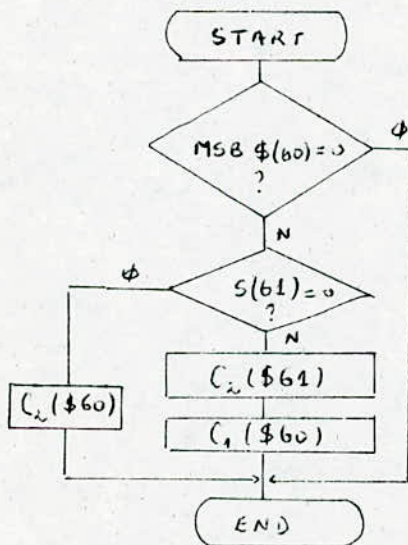 START
MSB $(60)=0
?
φ
N
φ
S(61)=0
?
N
C₂($61)
C₂($60)
C₁($60)
END